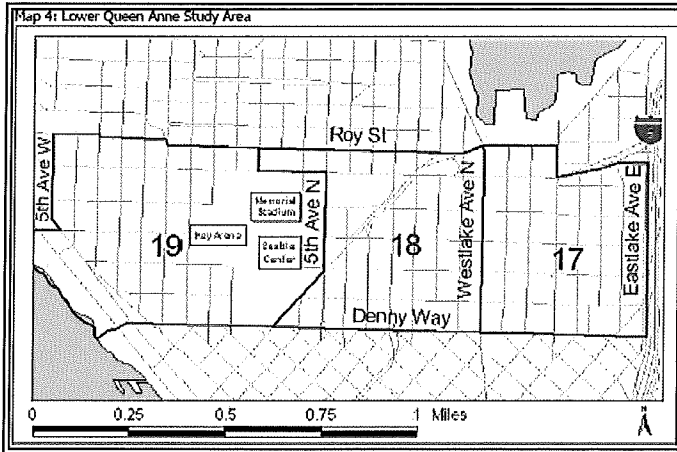 Map 4: Lower Queen Anne Study Area
Roy St
5th Ave W
Memorial
Stadium
5th Ave N
Westlake Ave N
Eastlake Ave E
Key Arena
Seattle
Center
19
18
17
Denny Way
0 0.25 0.5 0.75 1 Miles
N